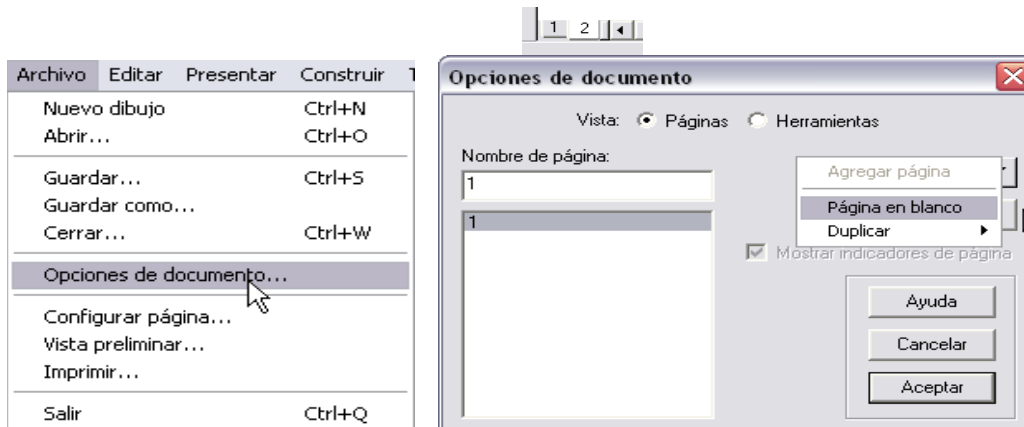 1 2
Archivo Editar Presentar Construir
Nuevo dibujo Ctrl+N
Abrir... Ctrl+O
Guardar... Ctrl+S
Guardar como...
Cerrar... Ctrl+W
Opciones de documento...
Configurar página...
Vista preliminar...
Imprimir...
Salir Ctrl+Q
Opciones de documento
Vista: Páginas Herramientas
Nombre de página:
1
1
Agregar página
Página en blanco
Duplicar
Mostrar indicadores de página
Ayuda
Cancelar
Aceptar